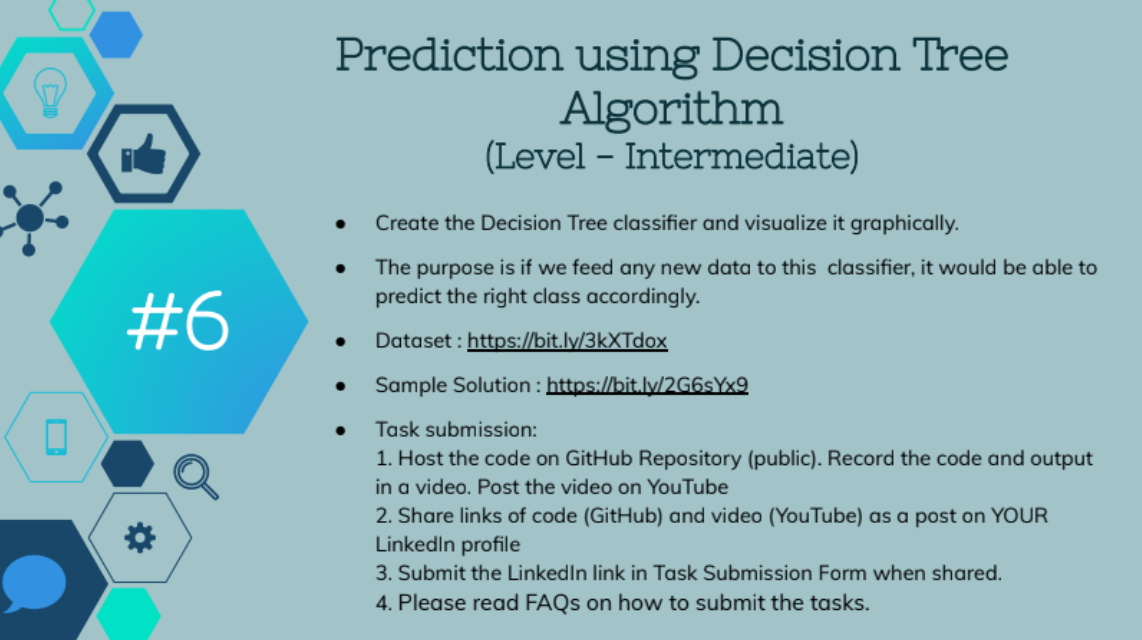 Prediction using Decision Tree
Algorithm
(Level – Intermediate)
#6
● Create the Decision Tree classifier and visualize it graphically.
● The purpose is if we feed any new data to this  classifier, it would be able to
predict the right class accordingly.
● Dataset : https://bit.ly/3kXTdox
● Sample Solution : https://bit.ly/2G6sYx9
● Task submission:
1. Host the code on GitHub Repository (public). Record the code and output
in a video. Post the video on YouTube
2. Share links of code (GitHub) and video (YouTube) as a post on YOUR
LinkedIn profile
3. Submit the LinkedIn link in Task Submission Form when shared.
4. Please read FAQs on how to submit the tasks.